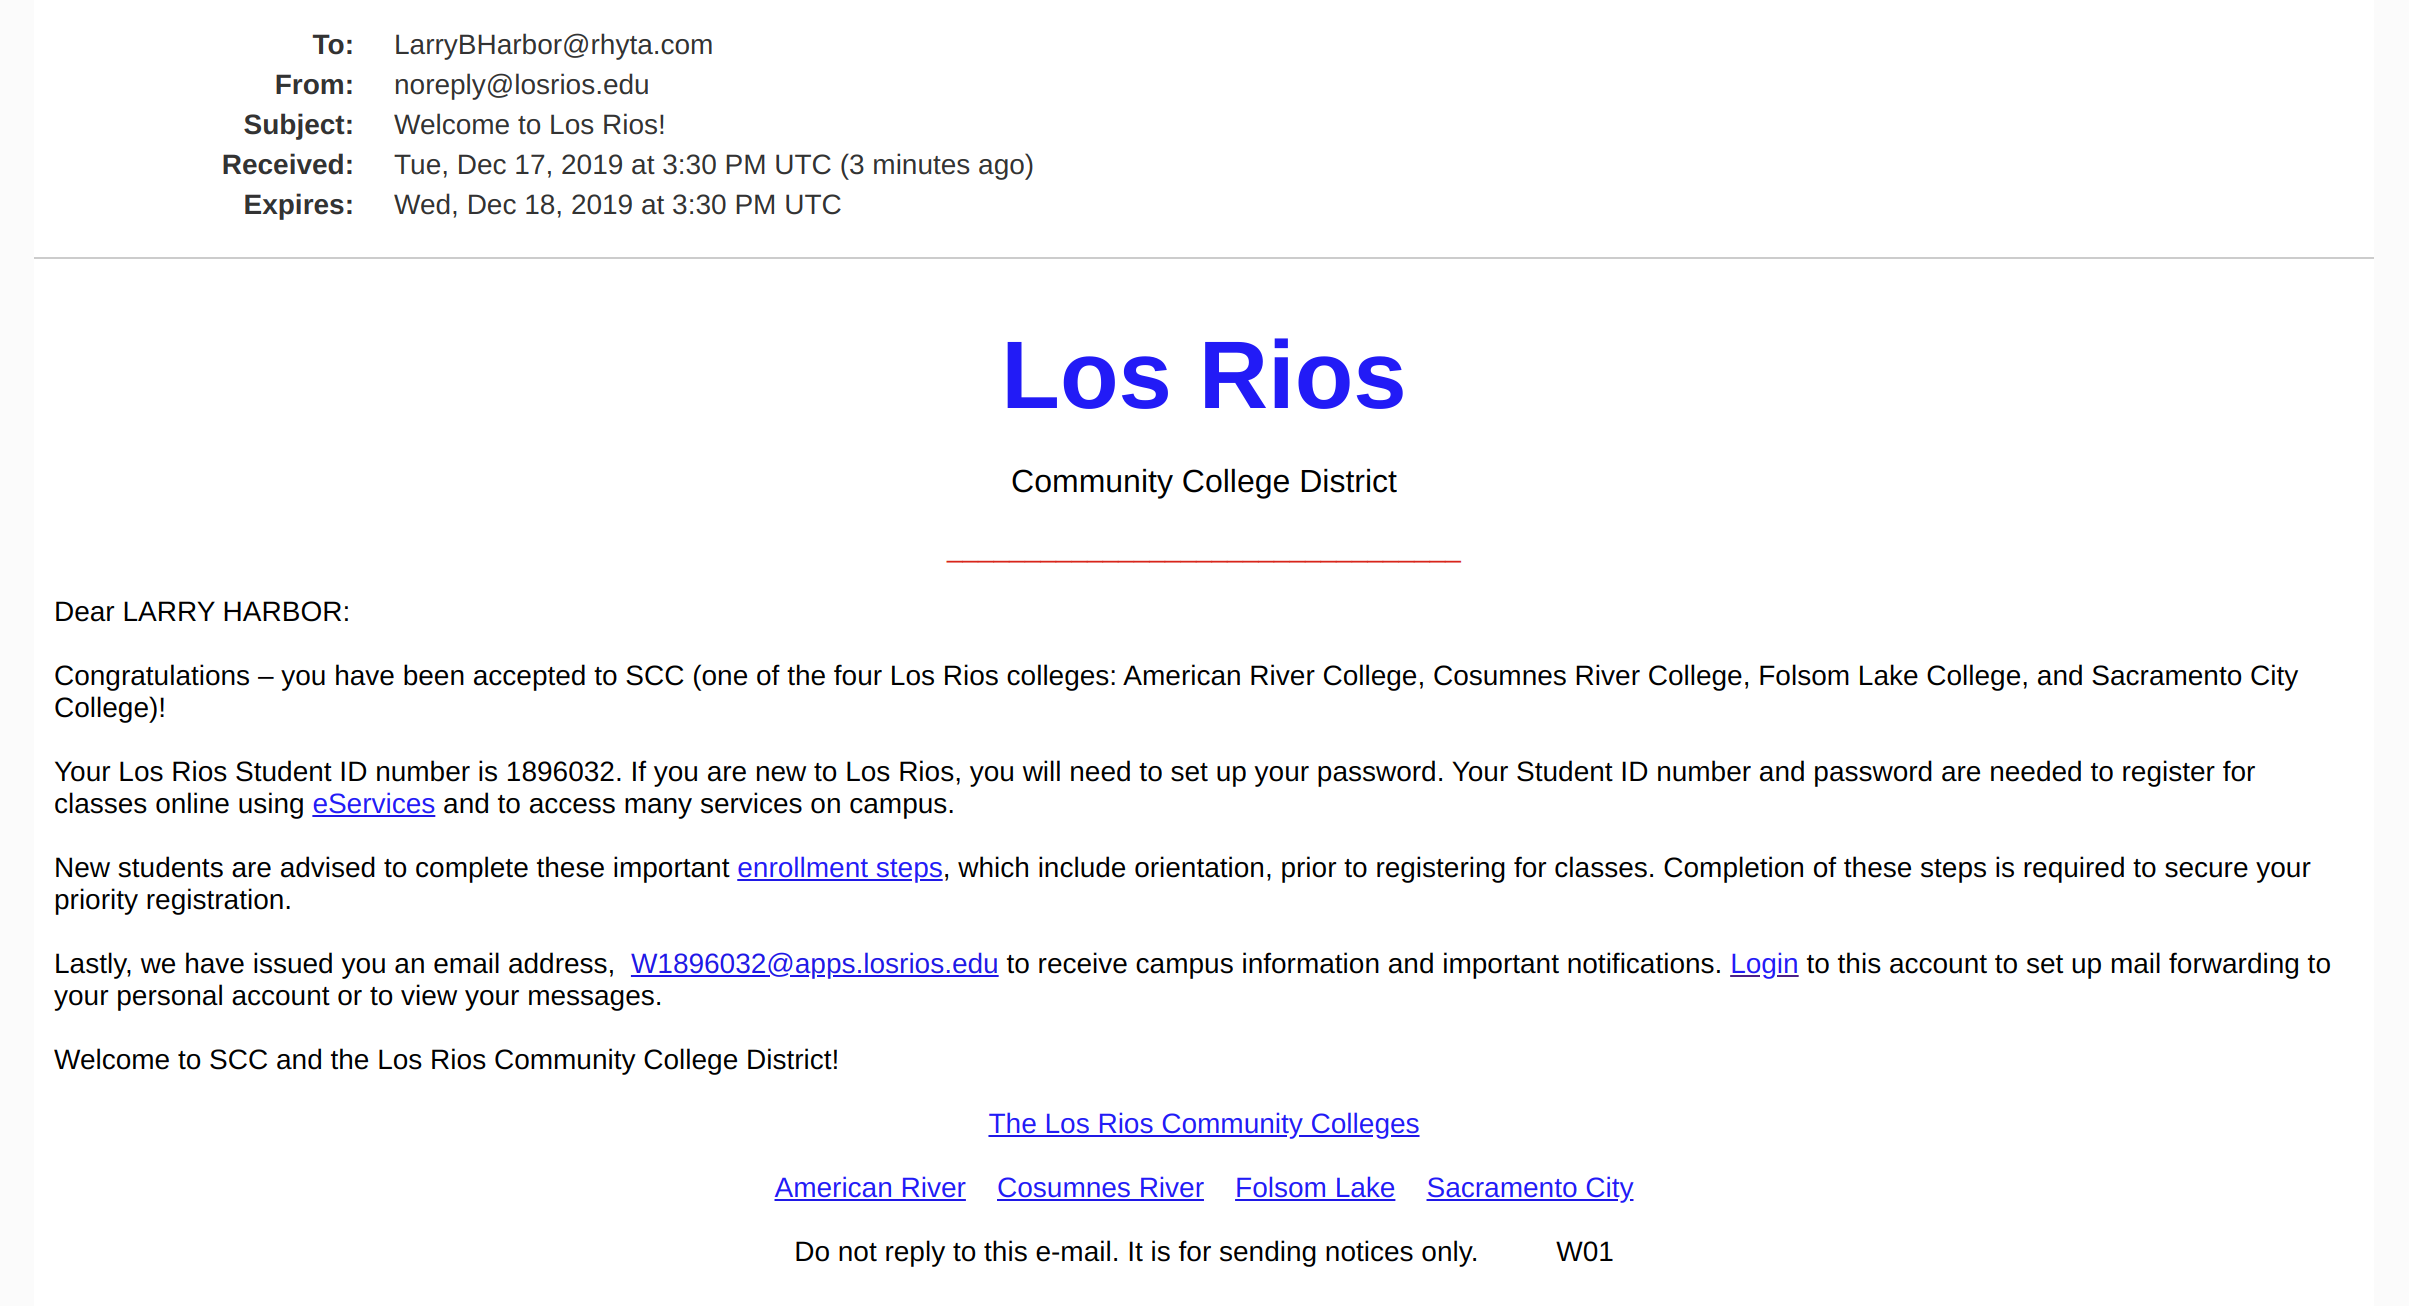 To: LarryBHarbor@rhyta.com
From: noreply@losrios.edu
Subject: Welcome to Los Rios!
Received: Tue, Dec 17, 2019 at 3:30 PM UTC (3 minutes ago)
Expires: Wed, Dec 18, 2019 at 3:30 PM UTC
Los Rios
Community College District
Dear LARRY HARBOR:
Congratulations – you have been accepted to SCC (one of the four Los Rios colleges: American River College, Cosumnes River College, Folsom Lake College, and Sacramento City
College)!
Your Los Rios Student ID number is 1896032. If you are new to Los Rios, you will need to set up your password. Your Student ID number and password are needed to register for
classes online using eServices and to access many services on campus.
New students are advised to complete these important enrollment steps, which include orientation, prior to registering for classes. Completion of these steps is required to secure your
priority registration.
Lastly, we have issued you an email address,  W1896032@apps.losrios.edu to receive campus information and important notifications. Login to this account to set up mail forwarding to
your personal account or to view your messages.
Welcome to SCC and the Los Rios Community College District!
The Los Rios Community Colleges
American River Cosumnes River Folsom Lake Sacramento City
Do not reply to this e-mail. It is for sending notices only. W01